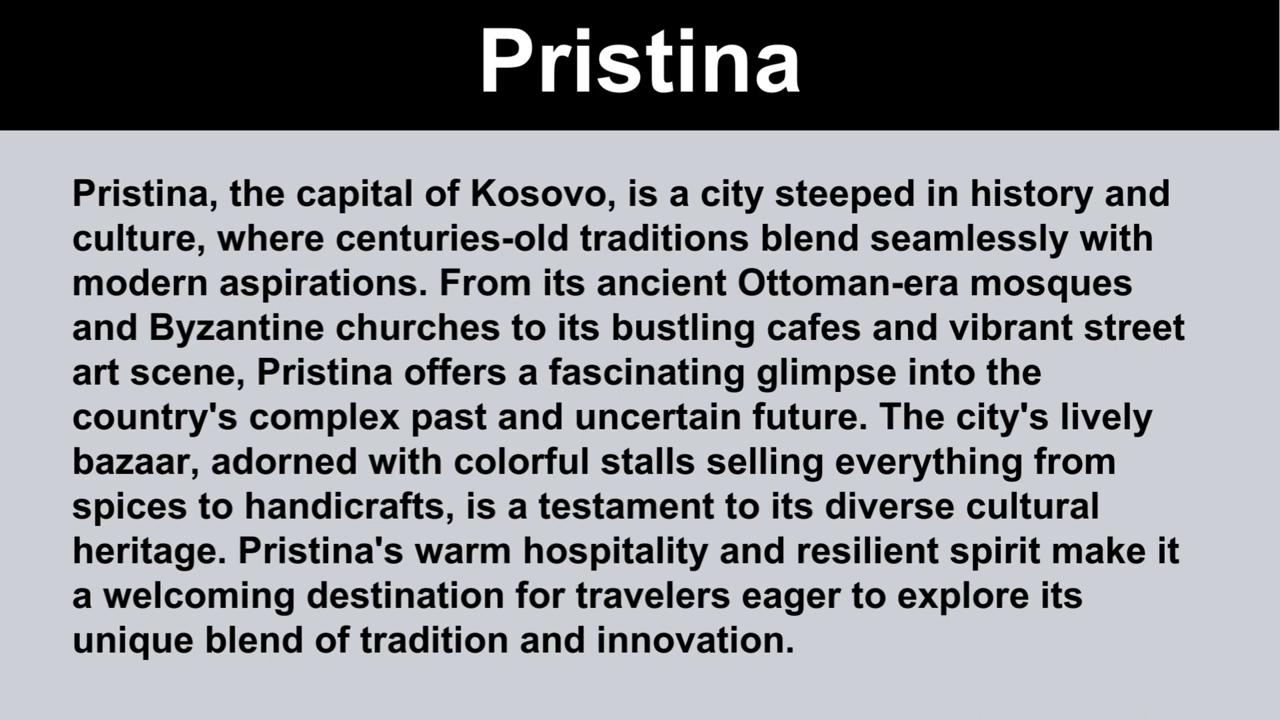 Pristina
Pristina, the capital of Kosovo, is a city steeped in history and
culture, where centuries-old traditions blend seamlessly with
modern aspirations. From its ancient Ottoman-era mosques
and Byzantine churches to its bustling cafes and vibrant street
art scene, Pristina offers a fascinating glimpse into the
country's complex past and uncertain future. The city's lively
bazaar, adorned with colorful stalls selling everything from
spices to handicrafts, is a testament to its diverse cultural
heritage. Pristina's warm hospitality and resilient spirit make it
a welcoming destination for travelers eager to explore its
unique blend of tradition and innovation.